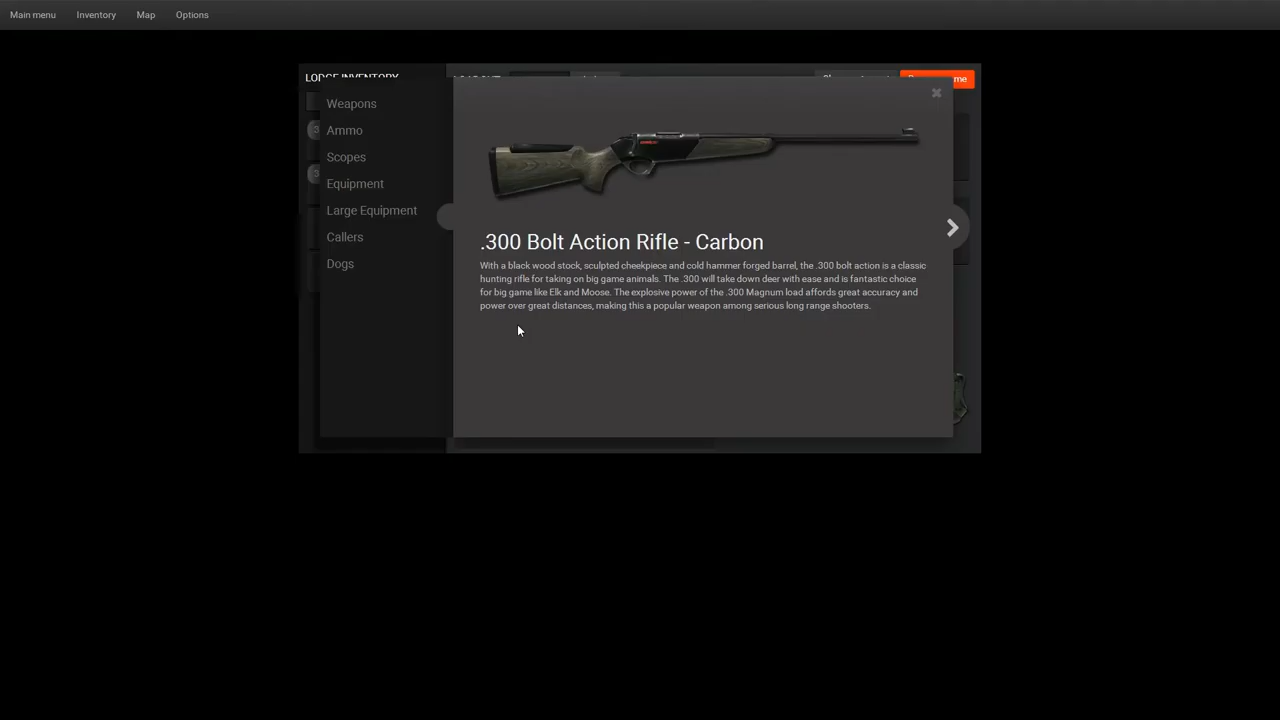 Main menu Inventory Map Options
LODGE INVENTORY
Weapons
Ammo
Scopes
Equipment
Large Equipment
Callers
Dogs
.300 Bolt Action Rifle - Carbon
With a black wood stock, sculpted cheekpiece and cold hammer forged barrel, the .300 bolt action is a classic
hunting rifle for taking on big game animals. The .300 will take down deer with ease and is fantastic choice
for big game like Elk and Moose. The explosive power of the .300 Magnum load affords great accuracy and
power over great distances, making this a popular weapon among serious long range shooters.